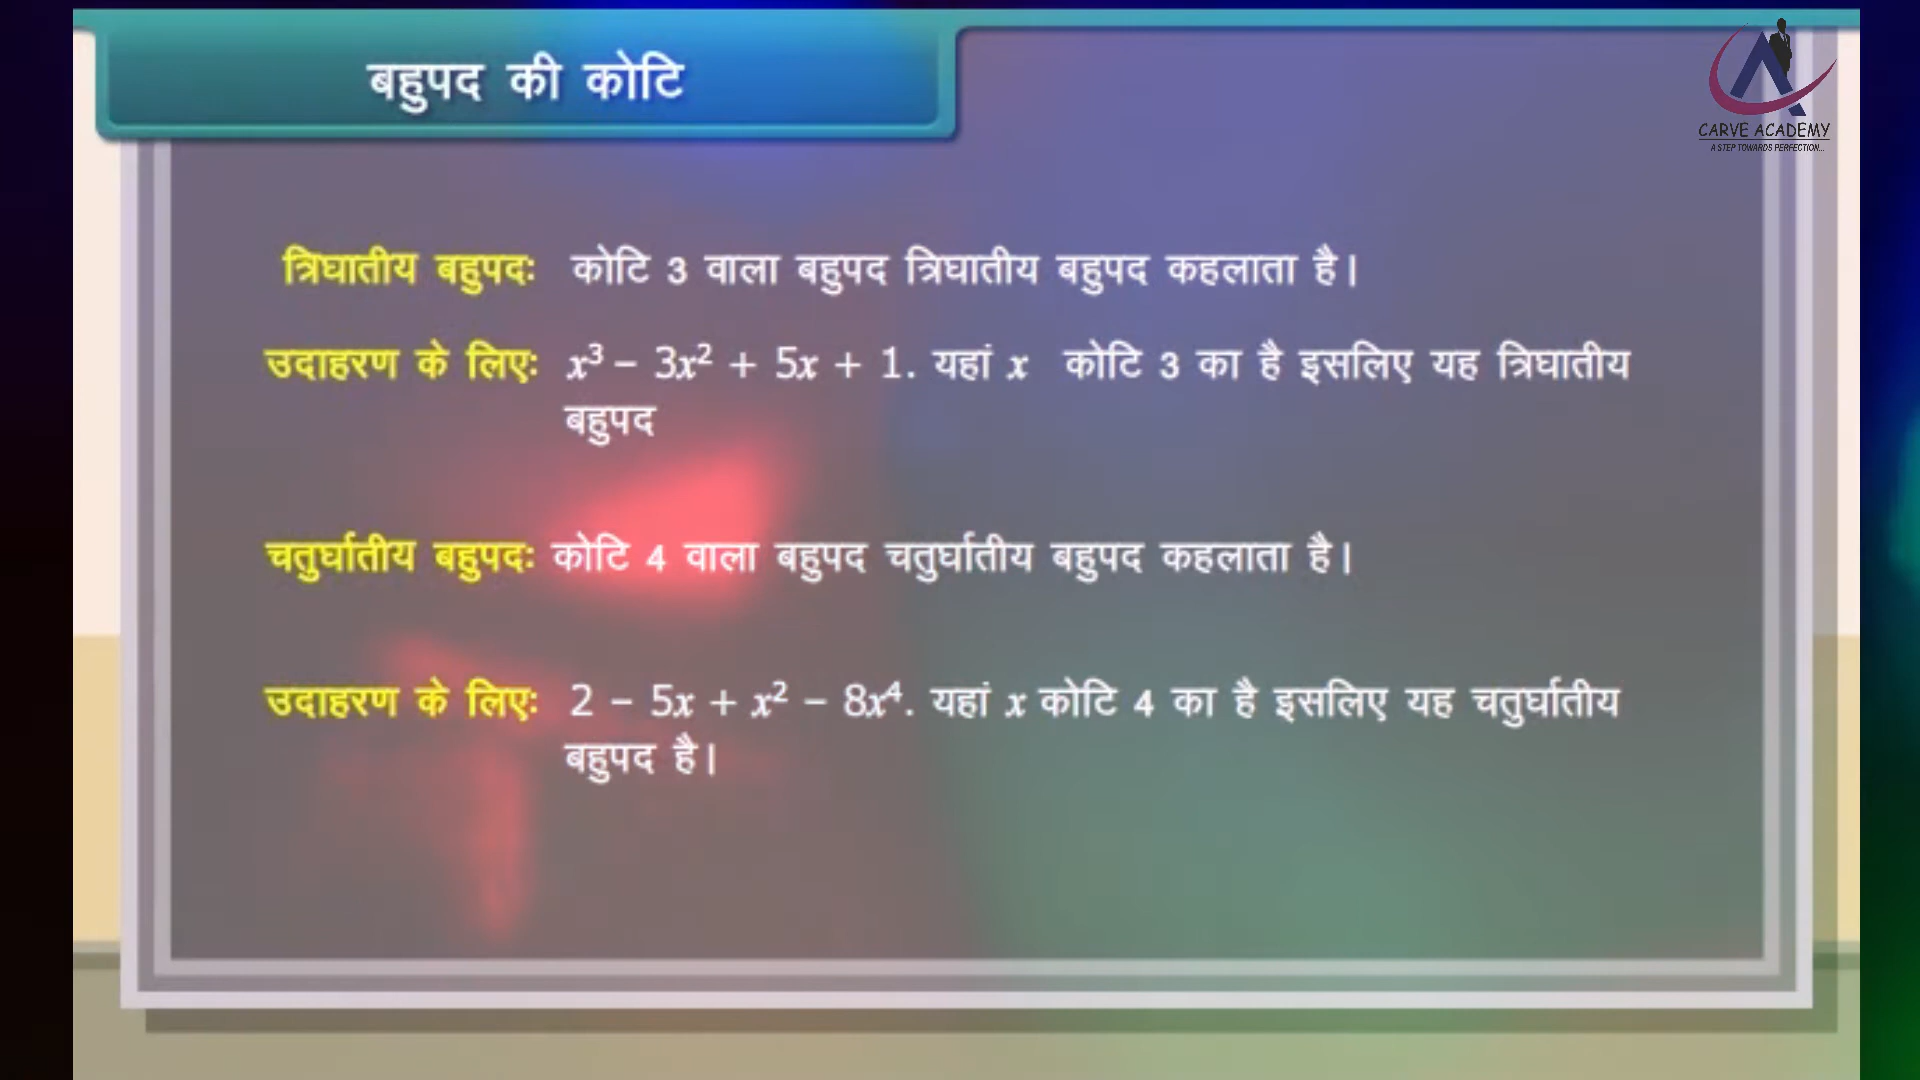 बहुपद की कोटि
CARVE ACADEMY
A STEP TOWARDS PERFECTION...
त्रिघातीय बहुपदः कोटि 3 वाला बहुपद त्रिघातीय बहुपद कहलाता है।
उदाहरण के लिएः x³ – 3x² + 5x + 1. यहां x कोटि 3 का है इसलिए यह त्रिघातीय
बहुपद
चतुर्घातीय बहुपदः कोटि 4 वाला बहुपद चतुर्घातीय बहुपद कहलाता है।
उदाहरण के लिएः 2 – 5x + x² – 8x⁴. यहां x कोटि 4 का है इसलिए यह चतुर्घातीय
बहुपद है।